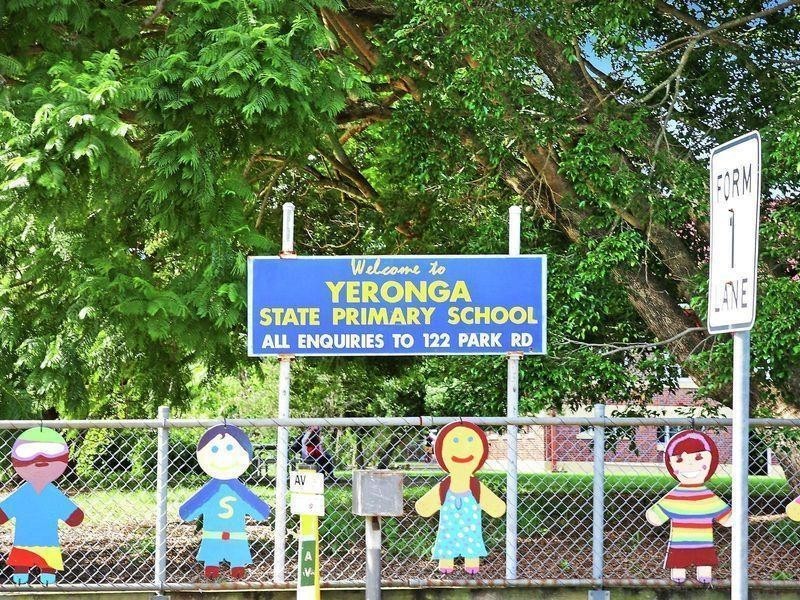 Welcome to
YERONGA
STATE PRIMARY SCHOOL
ALL ENQUIRIES TO 122 PARK RD
FORM
1
LANE
S
AV
A
V